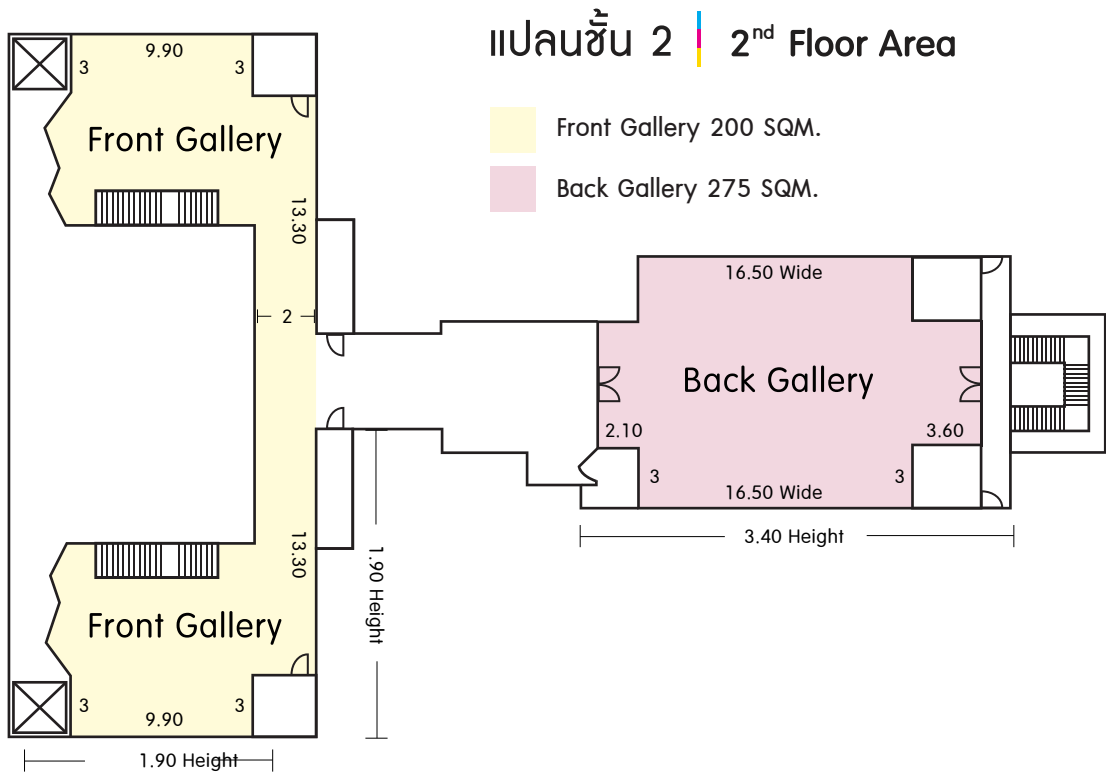 แปลนชั้น 2 | 2nd Floor Area
Front Gallery 200 SQM.
Back Gallery 275 SQM.
9.90
3
3
Front Gallery
13.30
2
16.50 Wide
Back Gallery
2.10
3.60
3
3
16.50 Wide
3.40 Height
13.30
1.90 Height
Front Gallery
3
3
9.90
1.90 Height